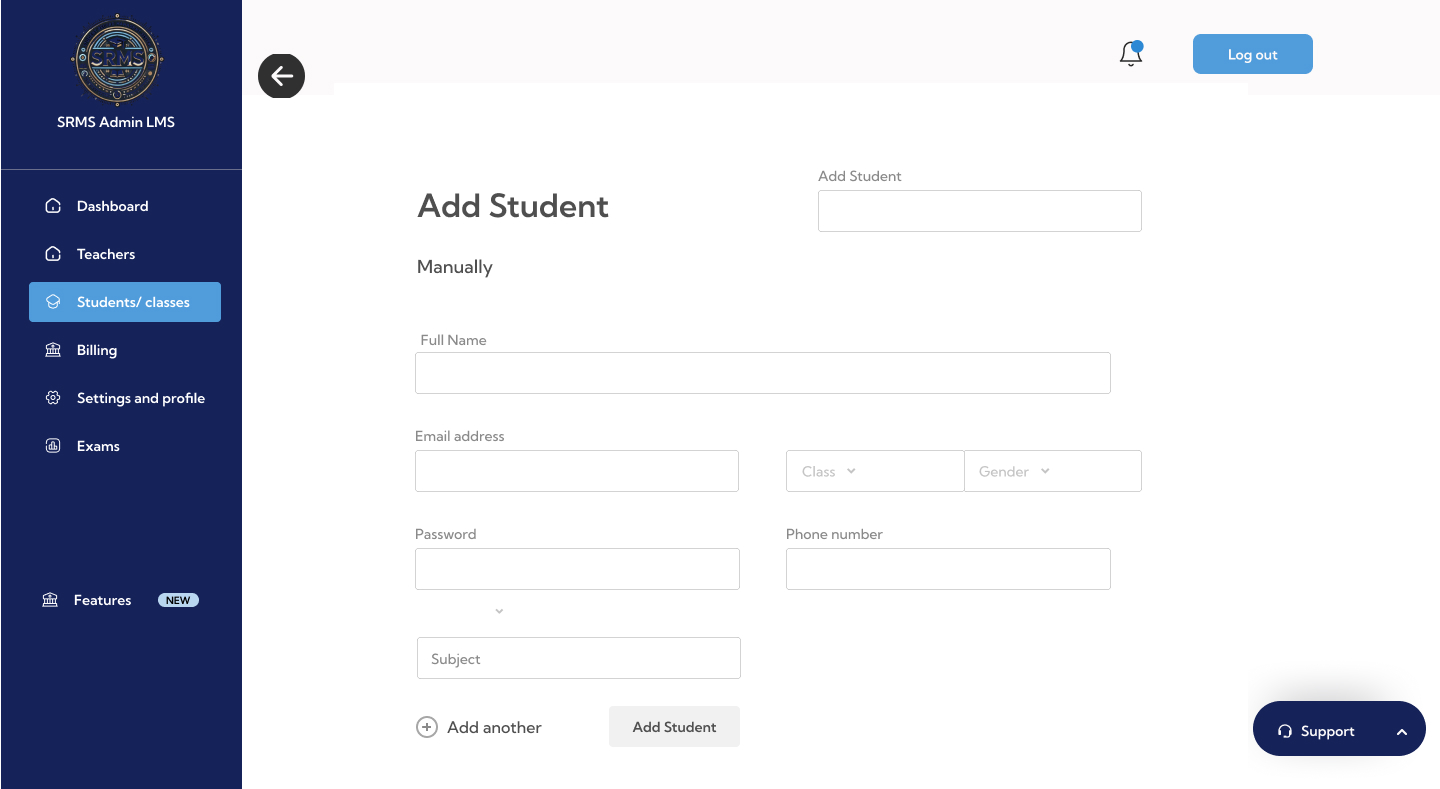 SRMS
SRMS Admin LMS
Dashboard
Teachers
Students/ classes
Billing
Settings and profile
Exams
Features NEW
Log out
Add Student
Add Student
Manually
Full Name
Email address
Class
Gender
Password
Phone number
Subject
Add another
Add Student
Support